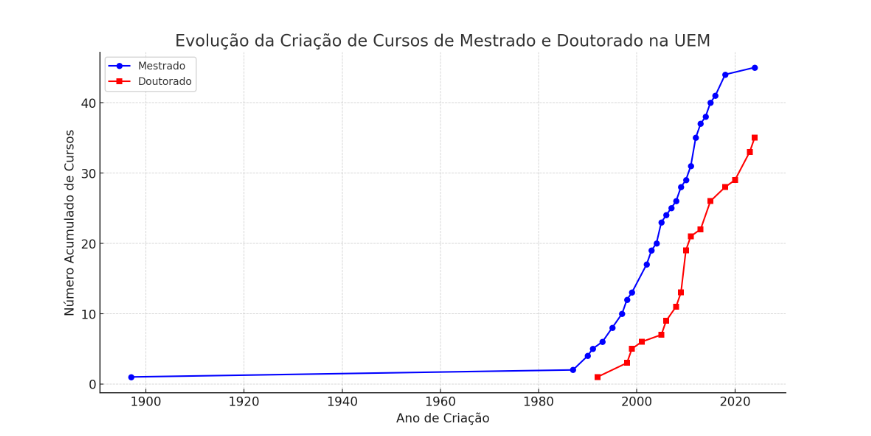 Evolução da Criação de Cursos de Mestrado e Doutorado na UEM
Mestrado
Doutorado
Número Acumulado de Cursos
40
30
20
10
0
1900 1920 1940 1960 1980 2000 2020
Ano de Criação